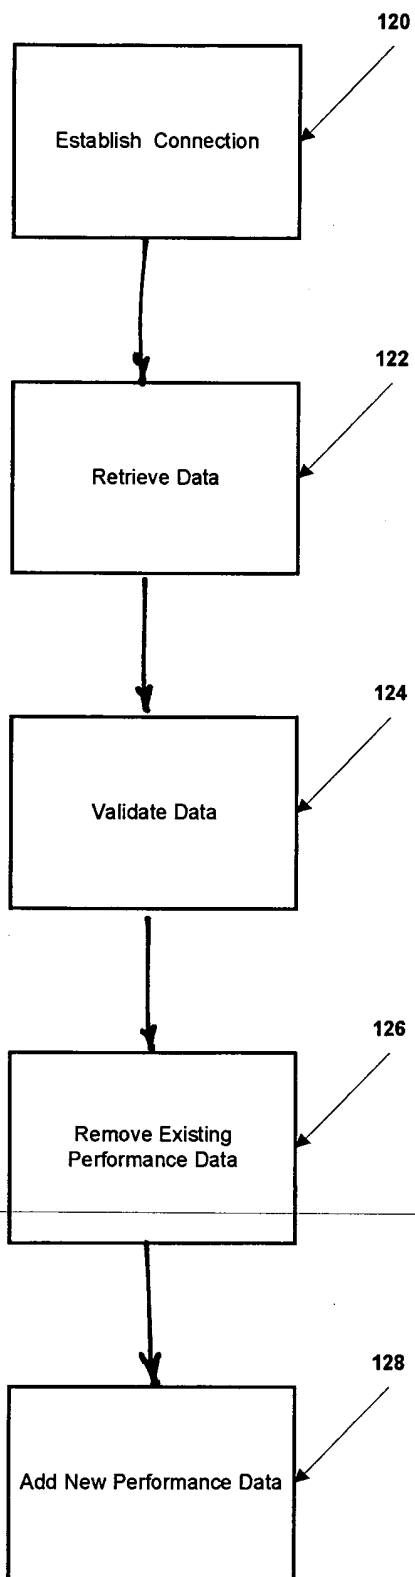 120
Establish Connection
122
Retrieve Data
124
Validate Data
126
Remove Existing
Performance Data
128
Add New Performance Data